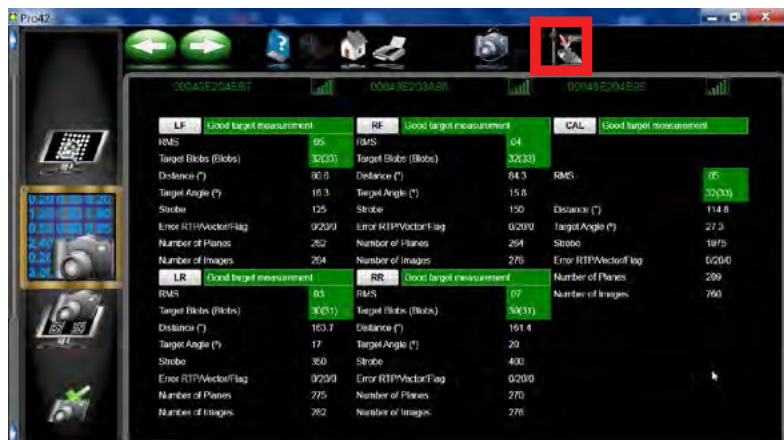 Pro42
LF Good target measurement
RMS 05
Target Blobs (Blobs) 32(33)
Distance (") 80.6
Target Angle (°) 16.3
Strobe 125
Error RTP/Vector/Flag 0/20/0
Number of Planes 262
Number of Images 264
RF Good target measurement
RMS 04
Target Blobs (Blobs) 32(33)
Distance (") 84.3
Target Angle (°) 15.8
Strobe 150
Error RTP/Vector/Flag 0/20/0
Number of Planes 264
Number of Images 276
CAL Good target measurement
RMS 05
32(33)
Distance (") 114.8
Target Angle (°) 27.3
Strobe 1975
Error RTP/Vector/Flag 0/20/0
Number of Planes 209
Number of Images 760
LR Good target measurement
RMS 03
Target Blobs (Blobs) 30(31)
Distance (") 163.7
Target Angle (°) 17
Strobe 350
Error RTP/Vector/Flag 0/20/0
Number of Planes 275
Number of Images 282
RR Good target measurement
RMS 07
Target Blobs (Blobs) 30(31)
Distance (") 161.4
Target Angle (°) 20
Strobe 400
Error RTP/Vector/Flag 0/20/0
Number of Planes 270
Number of Images 276